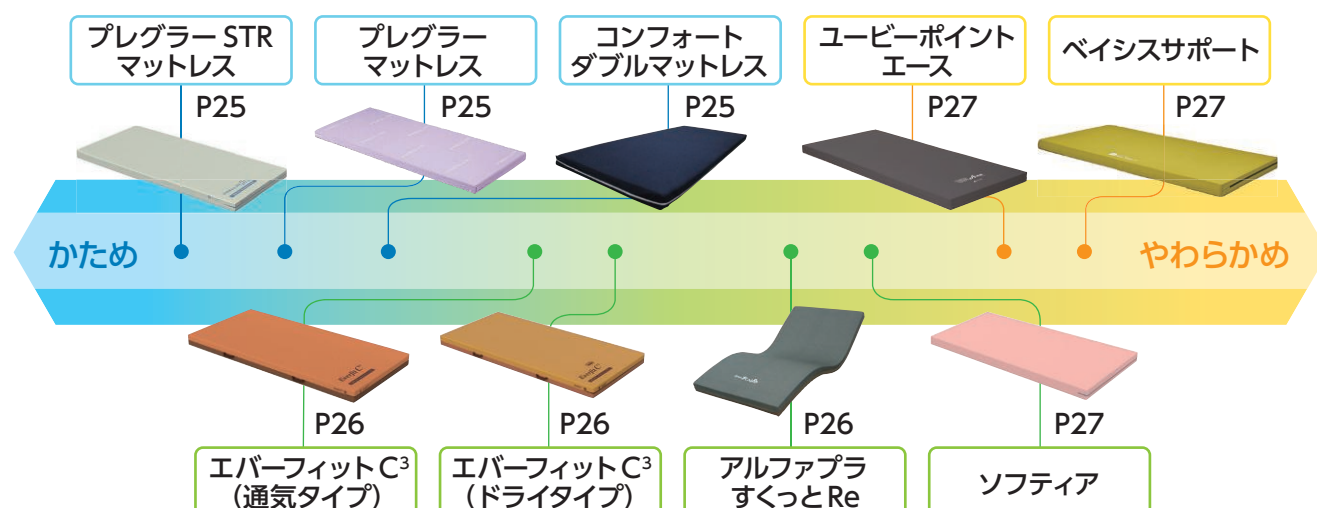 プレグラー STR
マットレス
P25
プレグラー
マットレス
P25
コンフォート
ダブルマットレス
P25
ユービーポイント
エース
P27
ベイシスサポート
P27
かため
やわらかめ
P26
エバーフィット C³
（通気タイプ）
P26
エバーフィット C³
（ドライタイプ）
P26
アルファプラ
すくっと Re
P27
ソフティア